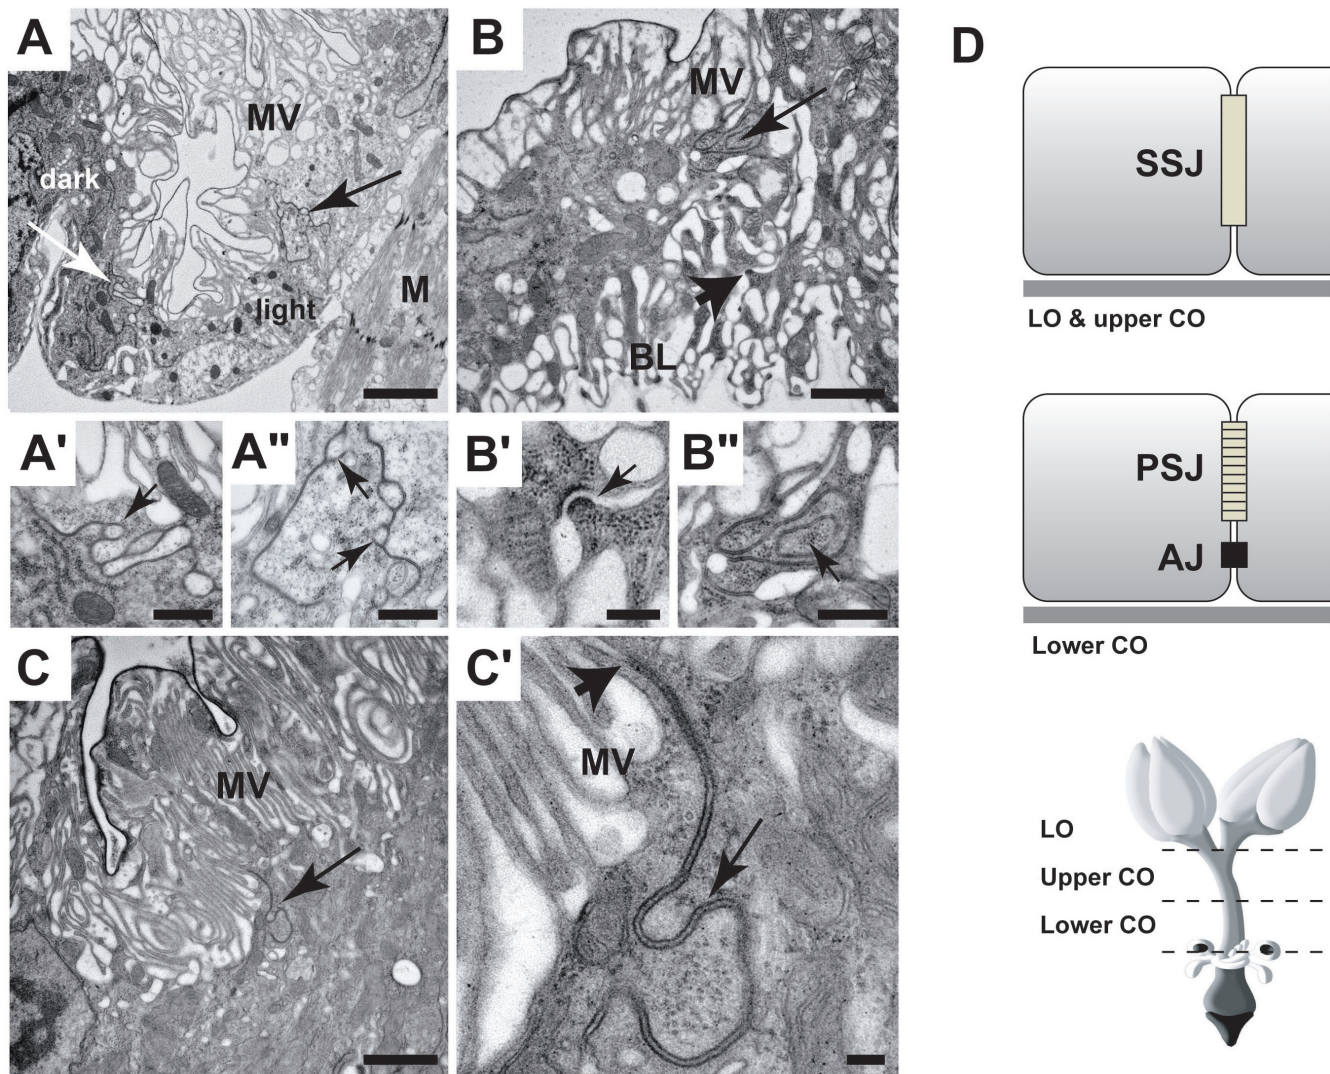 A
MV
dark
light
M
B
MV
BL
A'
A"
B'
B"
C
MV
C'
MV
D
SSJ
LO & upper CO
PSJ
AJ
Lower CO
LO
Upper CO
Lower CO